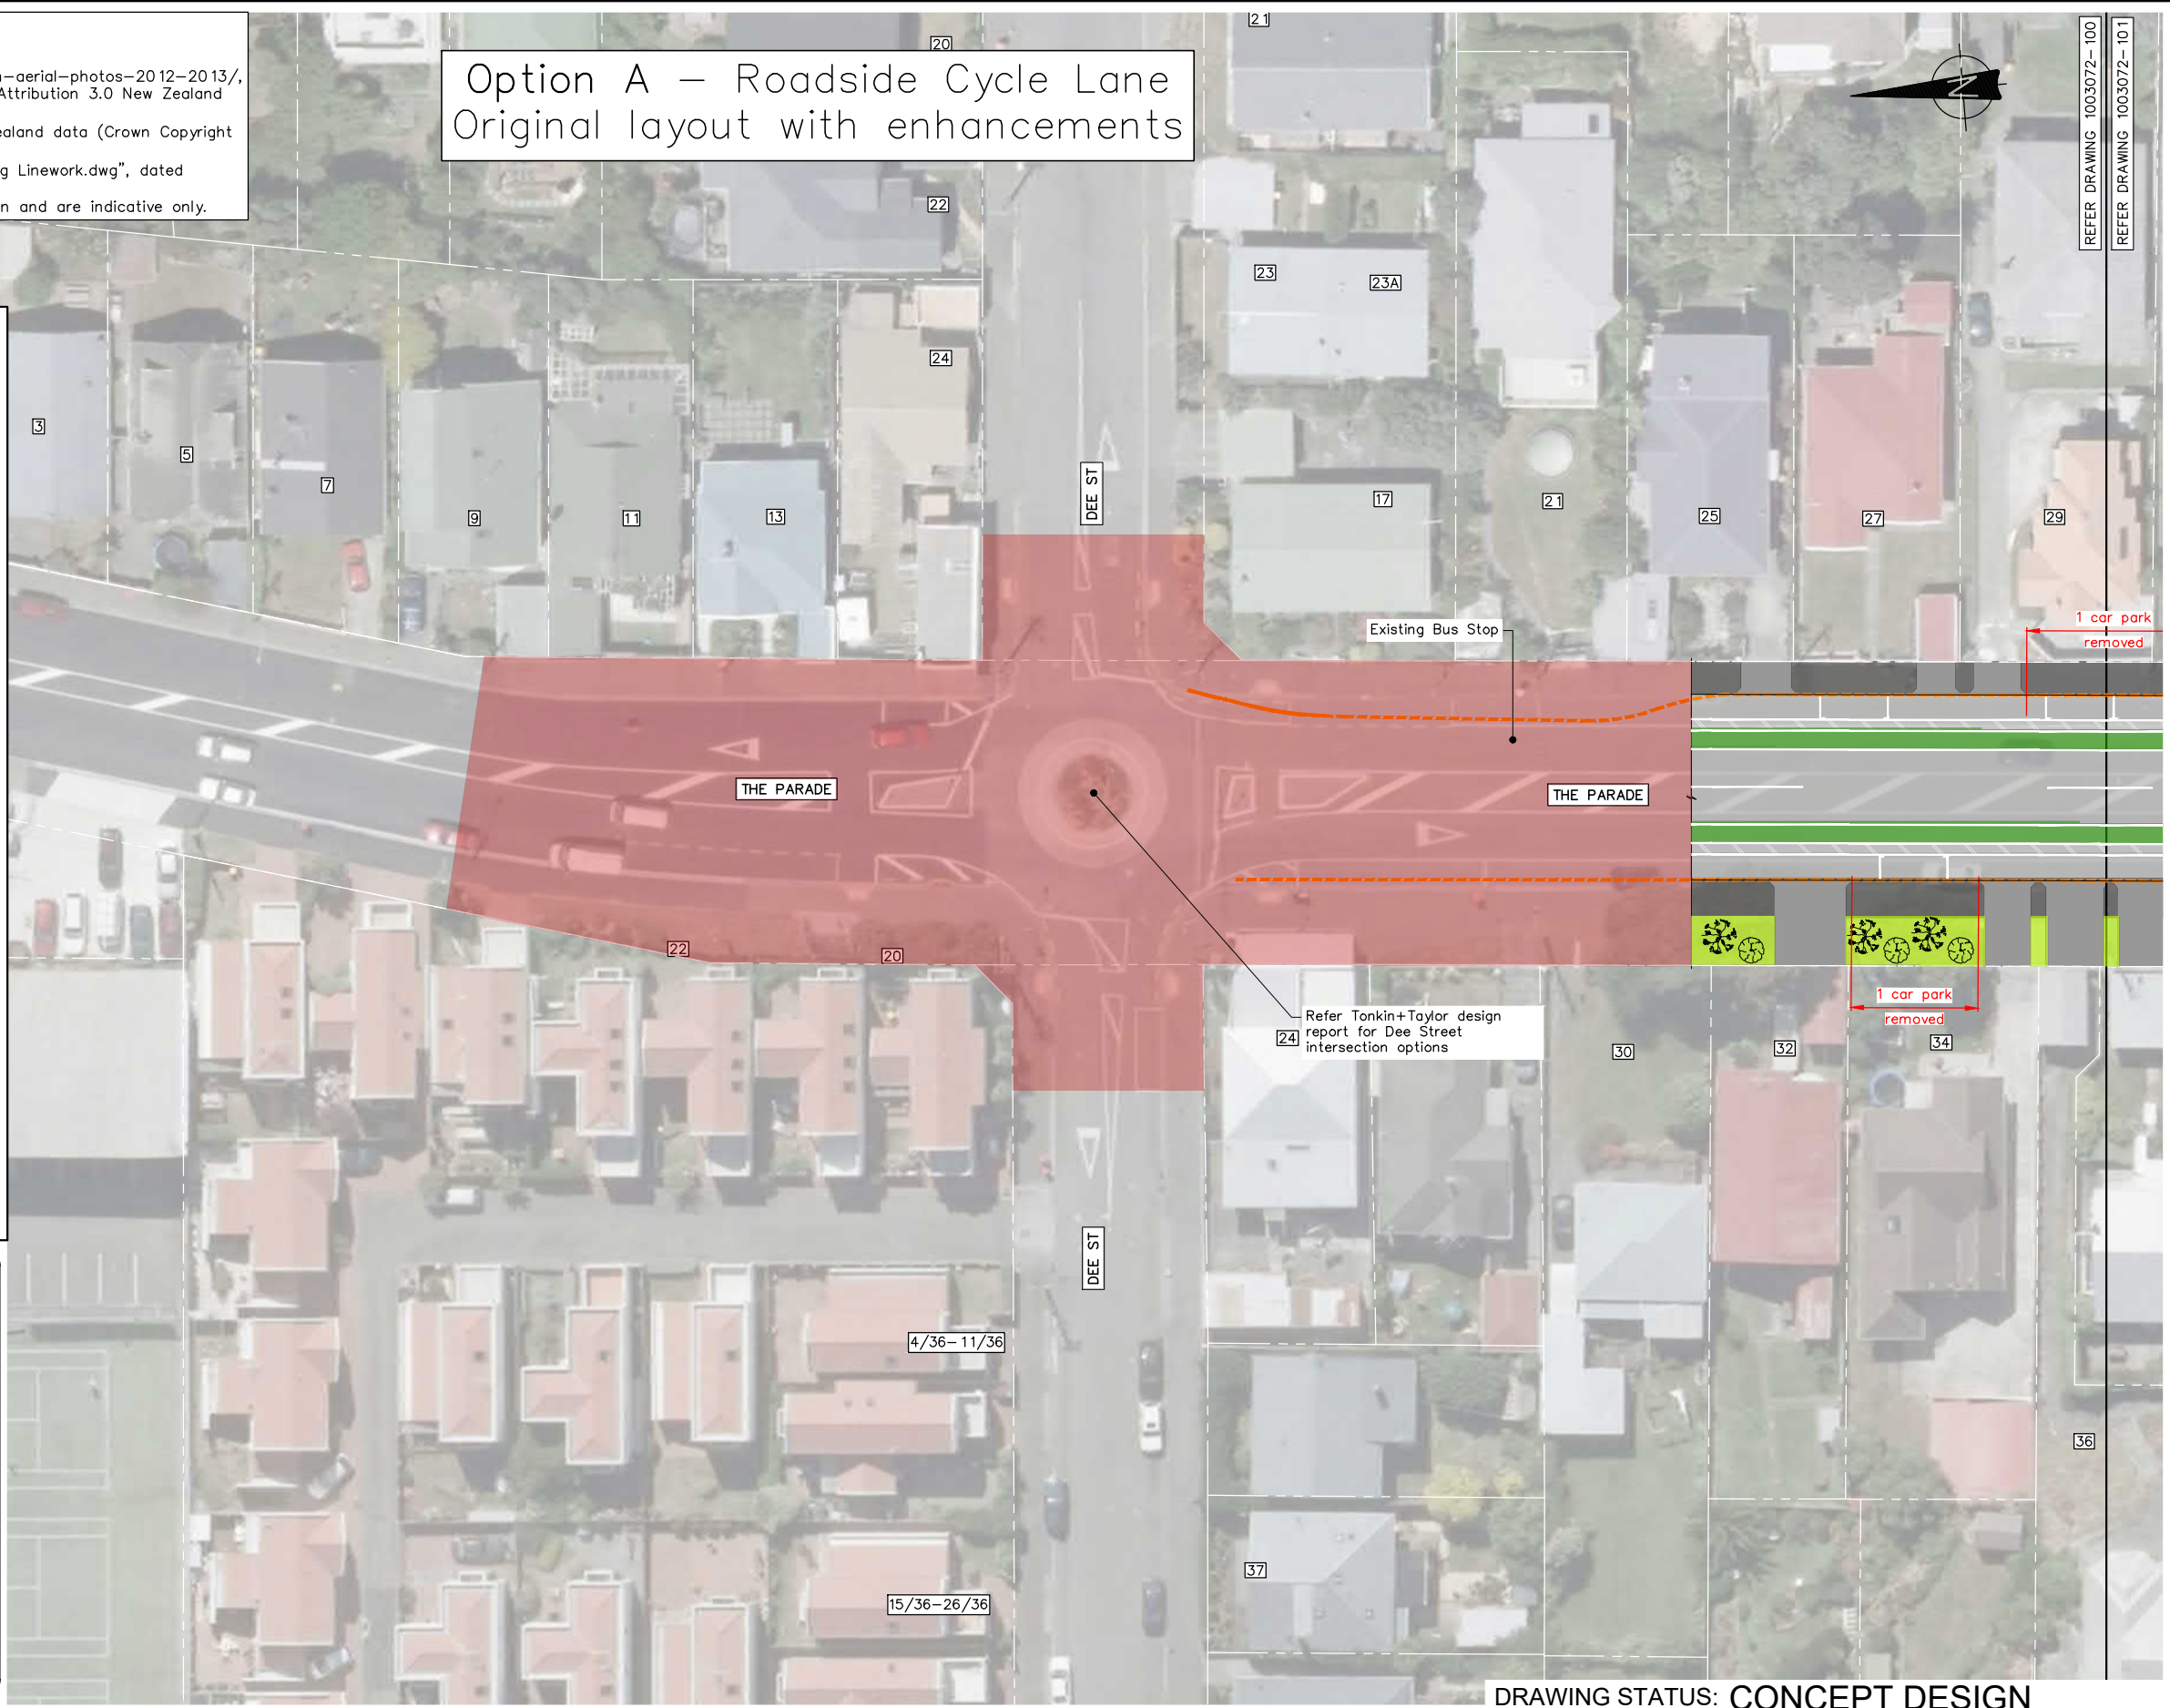 n-aerial-photos-2012-2013/,
Attribution 3.0 New Zealand
ealand data (Crown Copyright
g Linework.dwg", dated
n and are indicative only.
Option A – Roadside Cycle Lane
Original layout with enhancements
REFER DRAWING 1003072-100
REFER DRAWING 1003072-101
N
20
21
22
23
23A
24
3
5
7
9
11
13
DEE ST
17
21
25
27
29
Existing Bus Stop
1 car park
removed
THE PARADE
THE PARADE
22
20
Refer Tonkin+Taylor design
report for Dee Street
intersection options
24
30
32
34
1 car park
removed
DEE ST
4/36-11/36
36
37
15/36-26/36
DRAWING STATUS: CONCEPT DESIGN